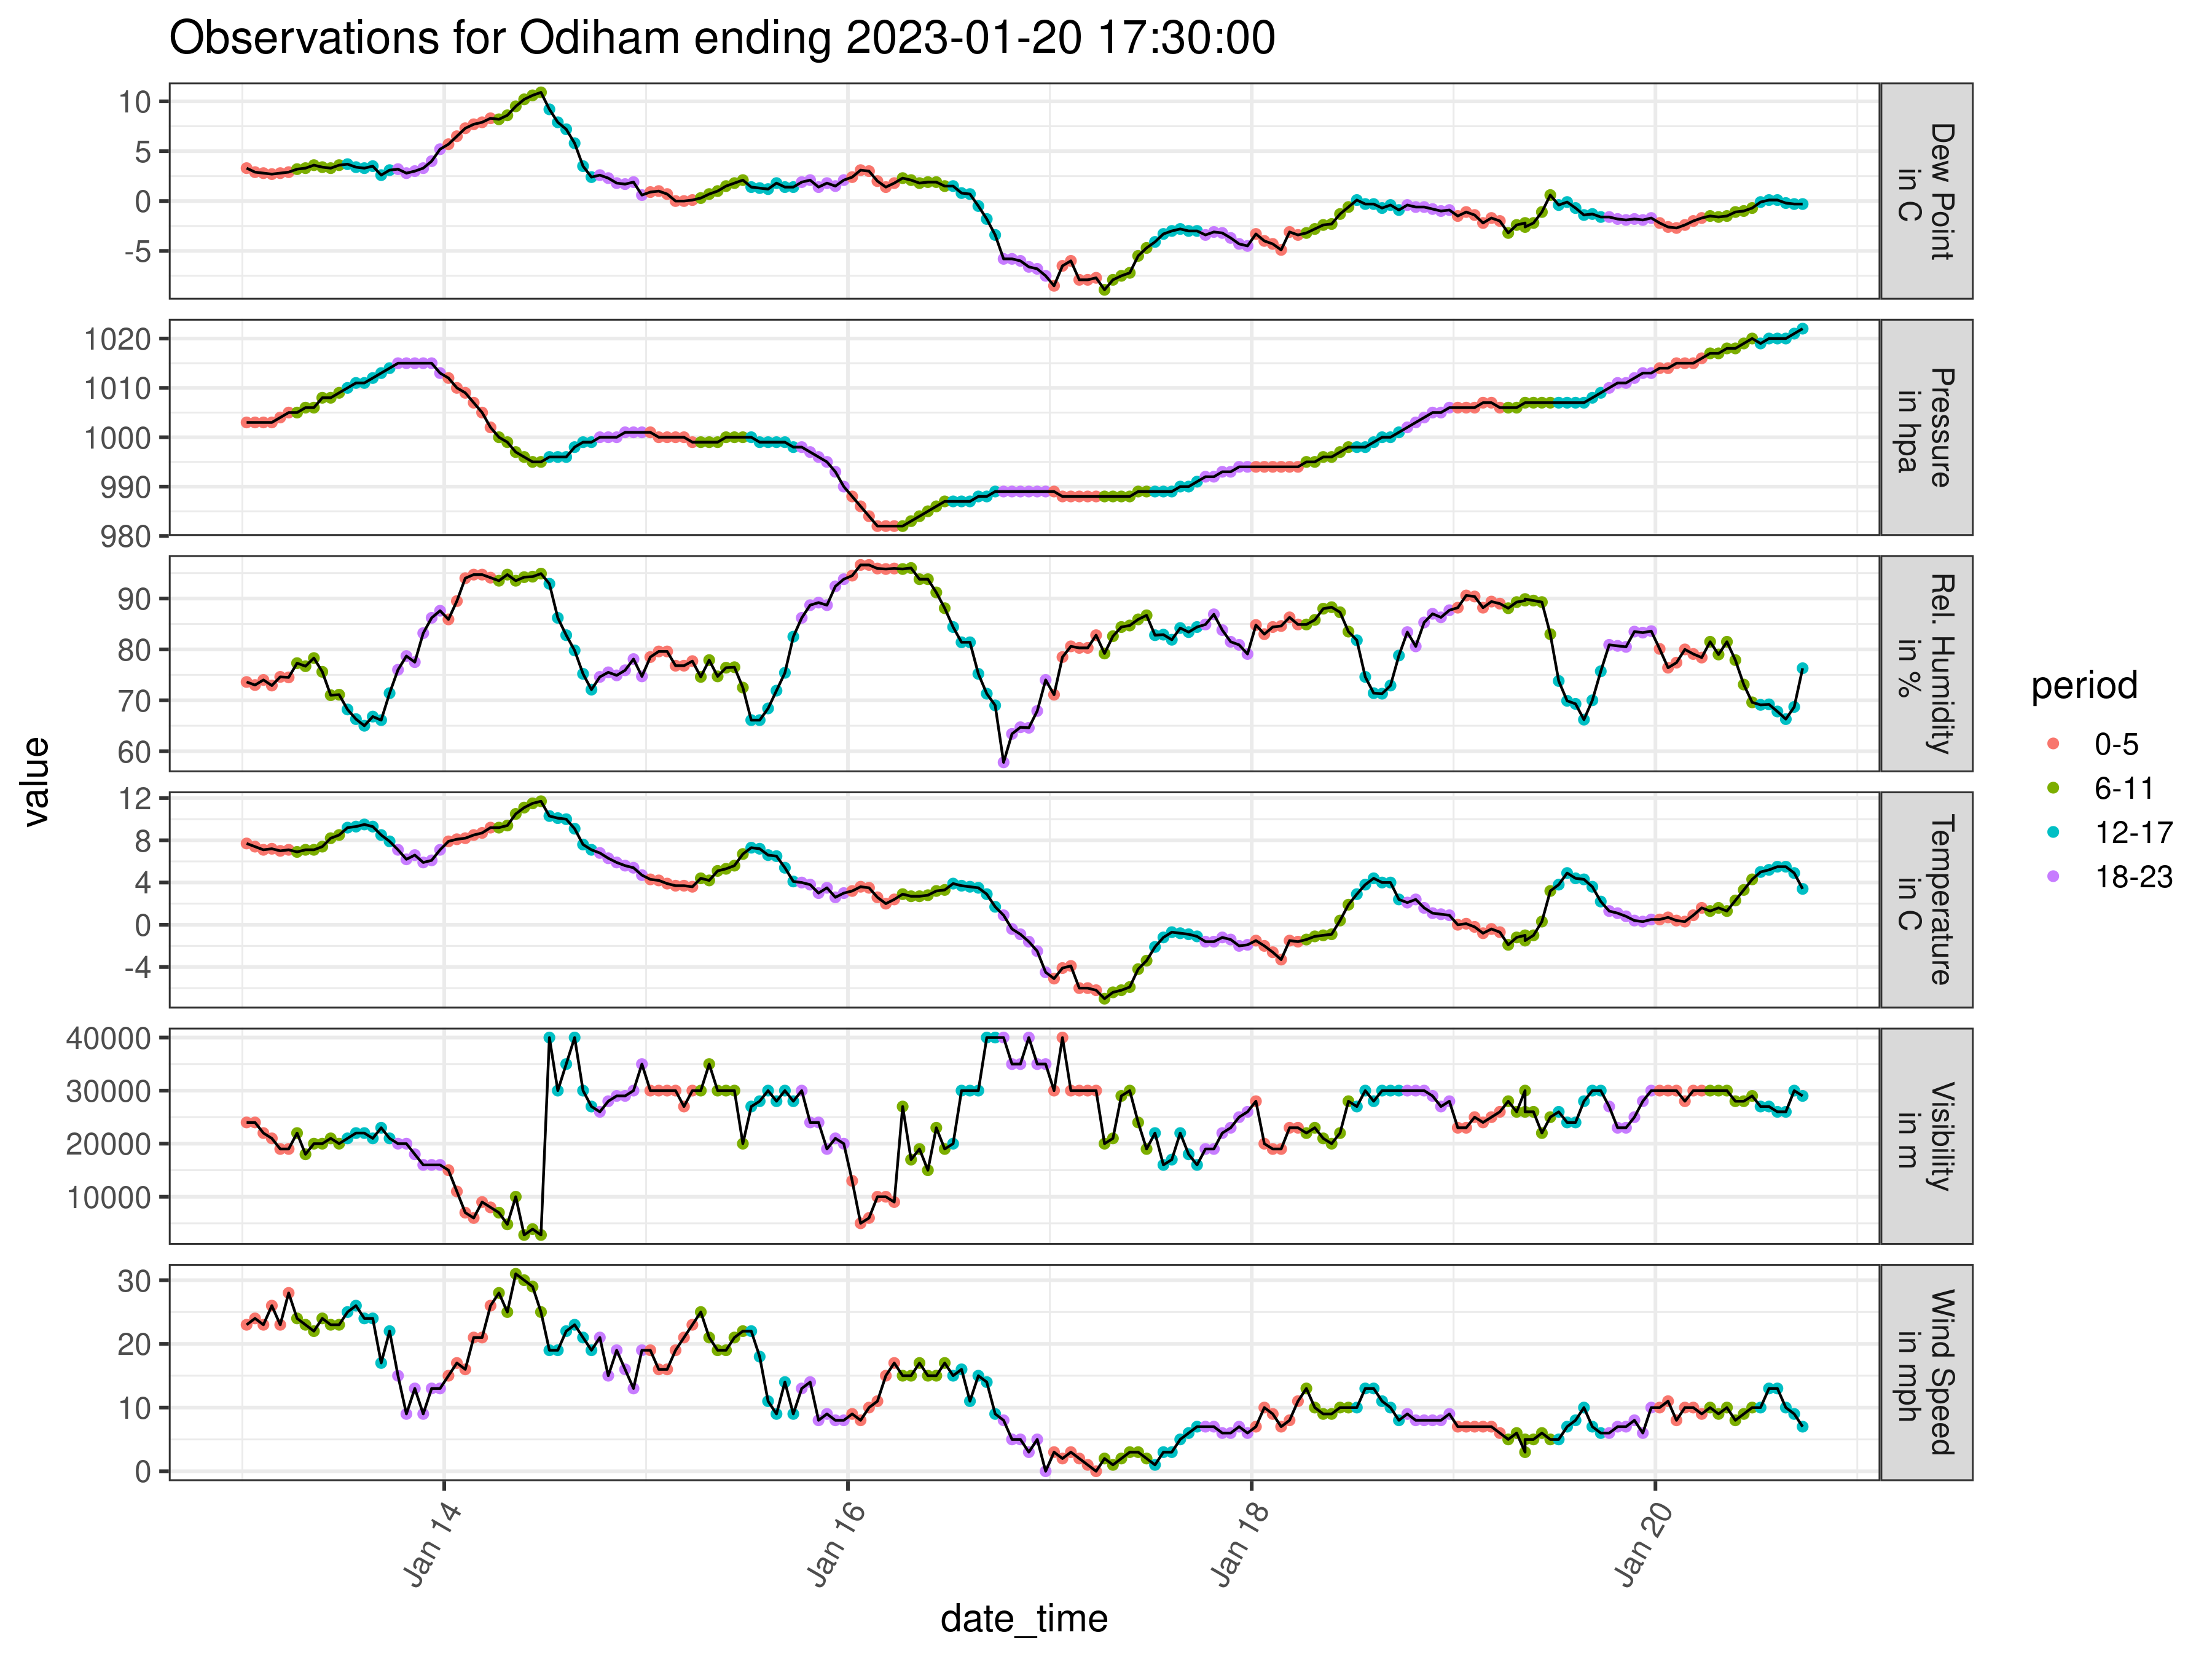 Observations for Odiham ending 2023-01-20 17:30:00
value
10
5
0
-5
Dew Point
in C
1020
1010
1000
990
980
Pressure
in hpa
90
80
70
60
Rel. Humidity
in %
12
8
4
0
-4
Temperature
in C
40000
30000
20000
10000
Visibility
in m
30
20
10
0
Wind Speed
in mph
Jan 14
Jan 16
Jan 18
Jan 20
date_time
period
0-5
6-11
12-17
18-23